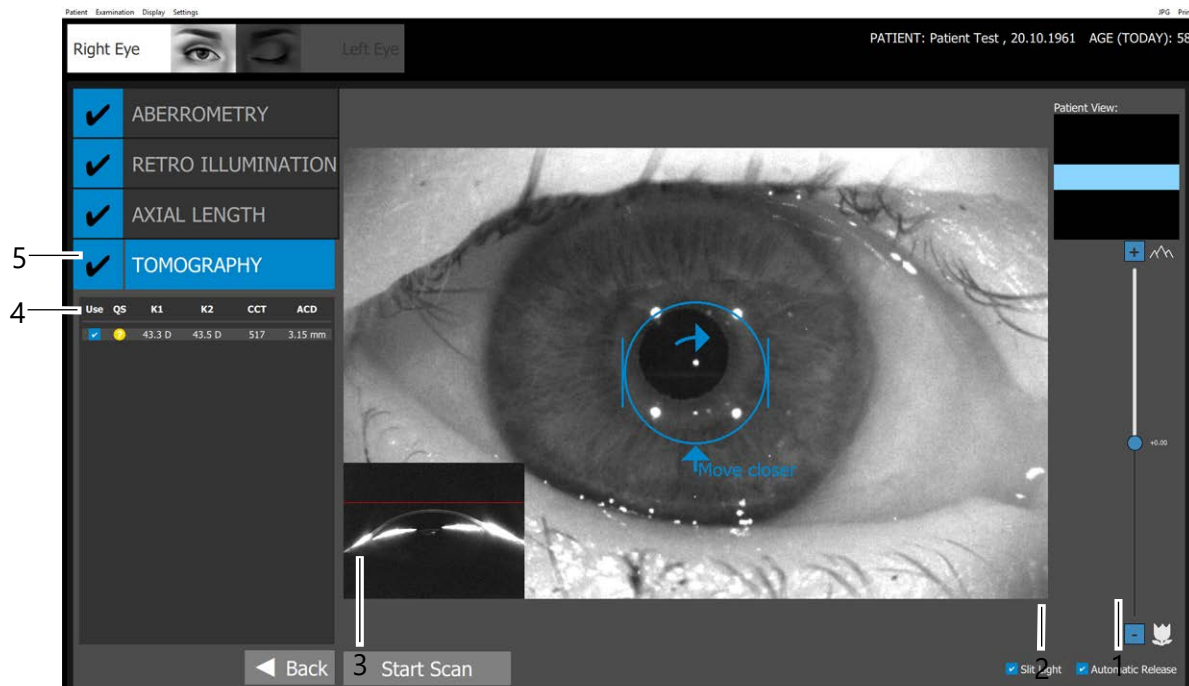 Patient Examination Display Settings JPG Prin
Right Eye Left Eye PATIENT: Patient Test , 20.10.1961 AGE (TODAY): 58
ABERROMETRY
Patient View:
RETRO ILLUMINATION
AXIAL LENGTH
5 TOMOGRAPHY
+
4 Use QS K1 K2 CCT ACD
? 43.3 D 43.5 D 517 3.15 mm
+0.00
Move closer
-
Back 3 Start Scan Slit Light 2 Automatic Release 1